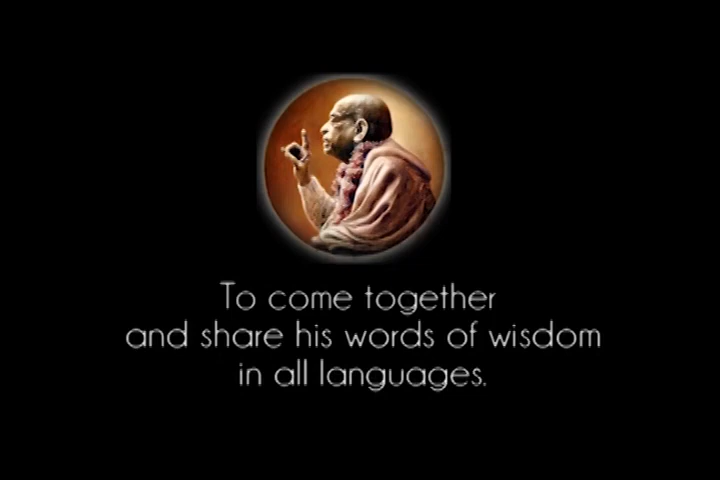 To come together
and share his words of wisdom
in all languages.